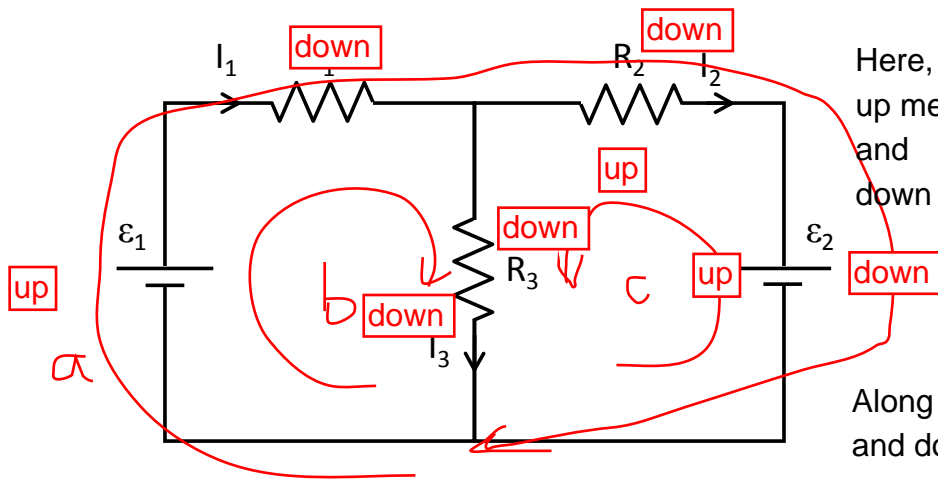 down
down
I₁
₁
R₂
I₂
Here,
up me
and
down
up
ε₁
down
ε₂
R₃
up
down
up
b
c
down
I₃
a
Along
and do